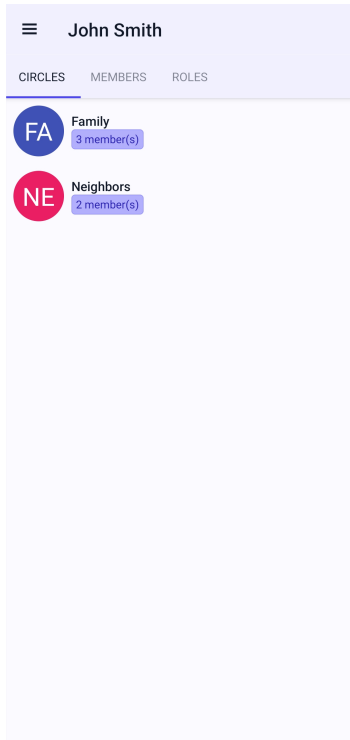 John Smith
CIRCLES MEMBERS ROLES
FA
Family
3 member(s)
NE
Neighbors
2 member(s)